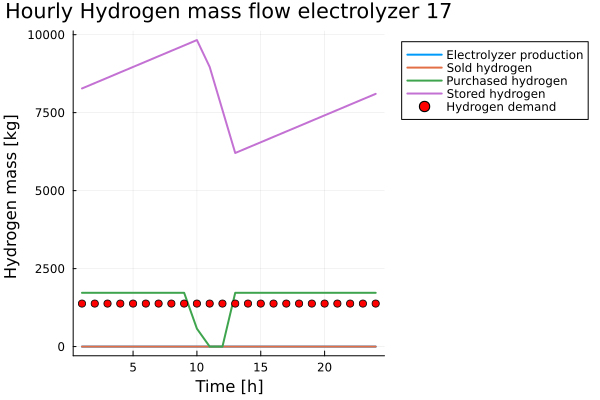 Hourly Hydrogen mass flow electrolyzer 17
10000
7500
5000
2500
0
Hydrogen mass [kg]
5
10
15
20
Time [h]
Electrolyzer production
Sold hydrogen
Purchased hydrogen
Stored hydrogen
Hydrogen demand